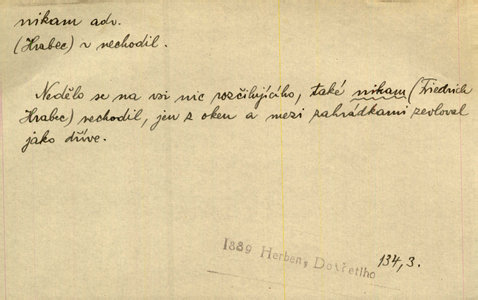 nikam adv.
(Hrabec) v nechodil.
Nedělo se na vsi nic rozčilujícího, také nikam (Friedrich
Hrabec) nechodil, jen z oken a mezi zahrádkami zevloval
jako dříve.
1889 Herben, Do třetího 134,3.